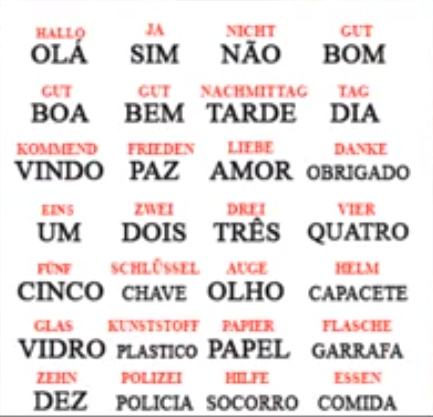 HALLO JA NICHT GUT
OLÁ SIM NÃO BOM
GUT GUT NACHMITTAG TAG
BOA BEM TARDE DIA
KOMMEND FRIEDEN LIEBE DANKE
VINDO PAZ AMOR OBRIGADO
EINS ZWEI DREI VIER
UM DOIS TRÊS QUATRO
FÜNF SCHLÜSSEL AUGE HELM
CINCO CHAVE OLHO CAPACETE
GLAS KUNSTSTOFF PAPIER FLASCHE
VIDRO PLASTICO PAPEL GARRAFA
ZEHN POLIZEI HILFE ESSEN
DEZ POLICIA SOCORRO COMIDA